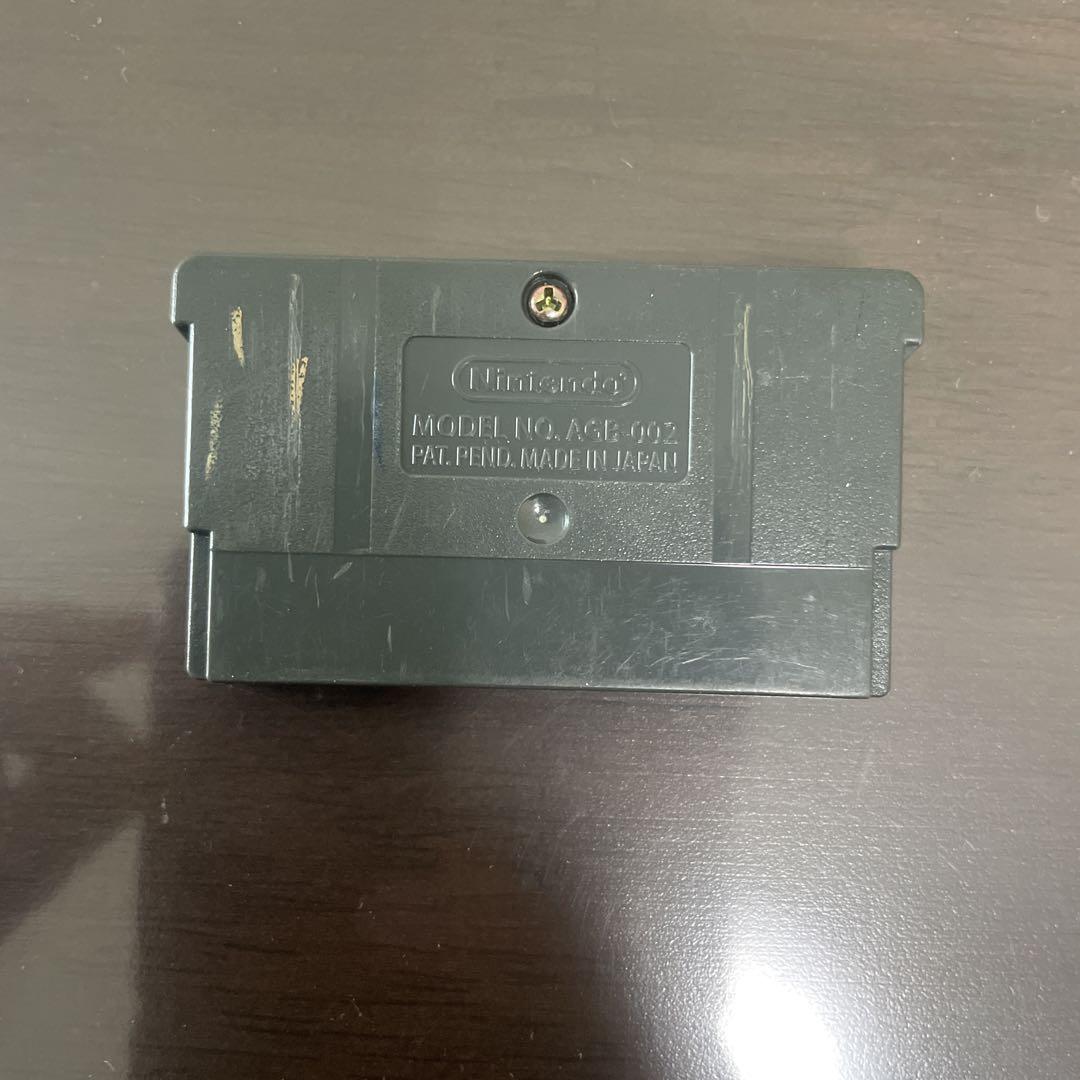 Nintendo
MODEL NO. AGB-002
PAT. PEND. MADE IN JAPAN